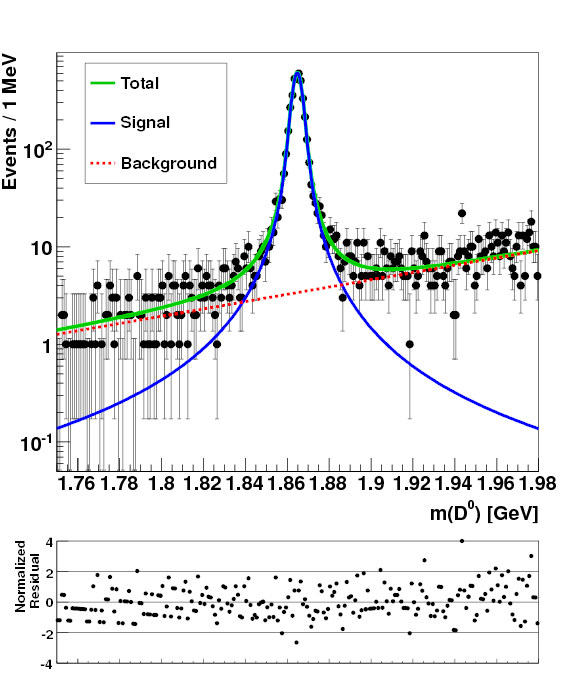 Events / 1 MeV
Total
Signal
Background
10²
10
1
10⁻¹
1.76 1.78 1.8 1.82 1.84 1.86 1.88 1.9 1.92 1.94 1.96 1.98
m(D⁰) [GeV]
Normalized
Residual
4
2
0
-2
-4